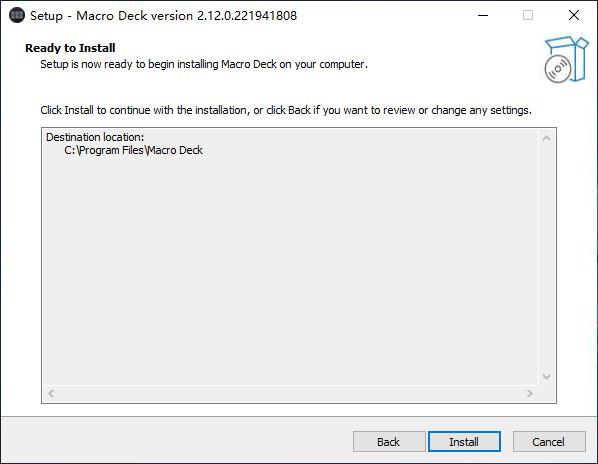 Setup - Macro Deck version 2.12.0.221941808
Ready to Install
Setup is now ready to begin installing Macro Deck on your computer.
Click Install to continue with the installation, or click Back if you want to review or change any settings.
Destination location:
C:\Program Files\Macro Deck
Back
Install
Cancel